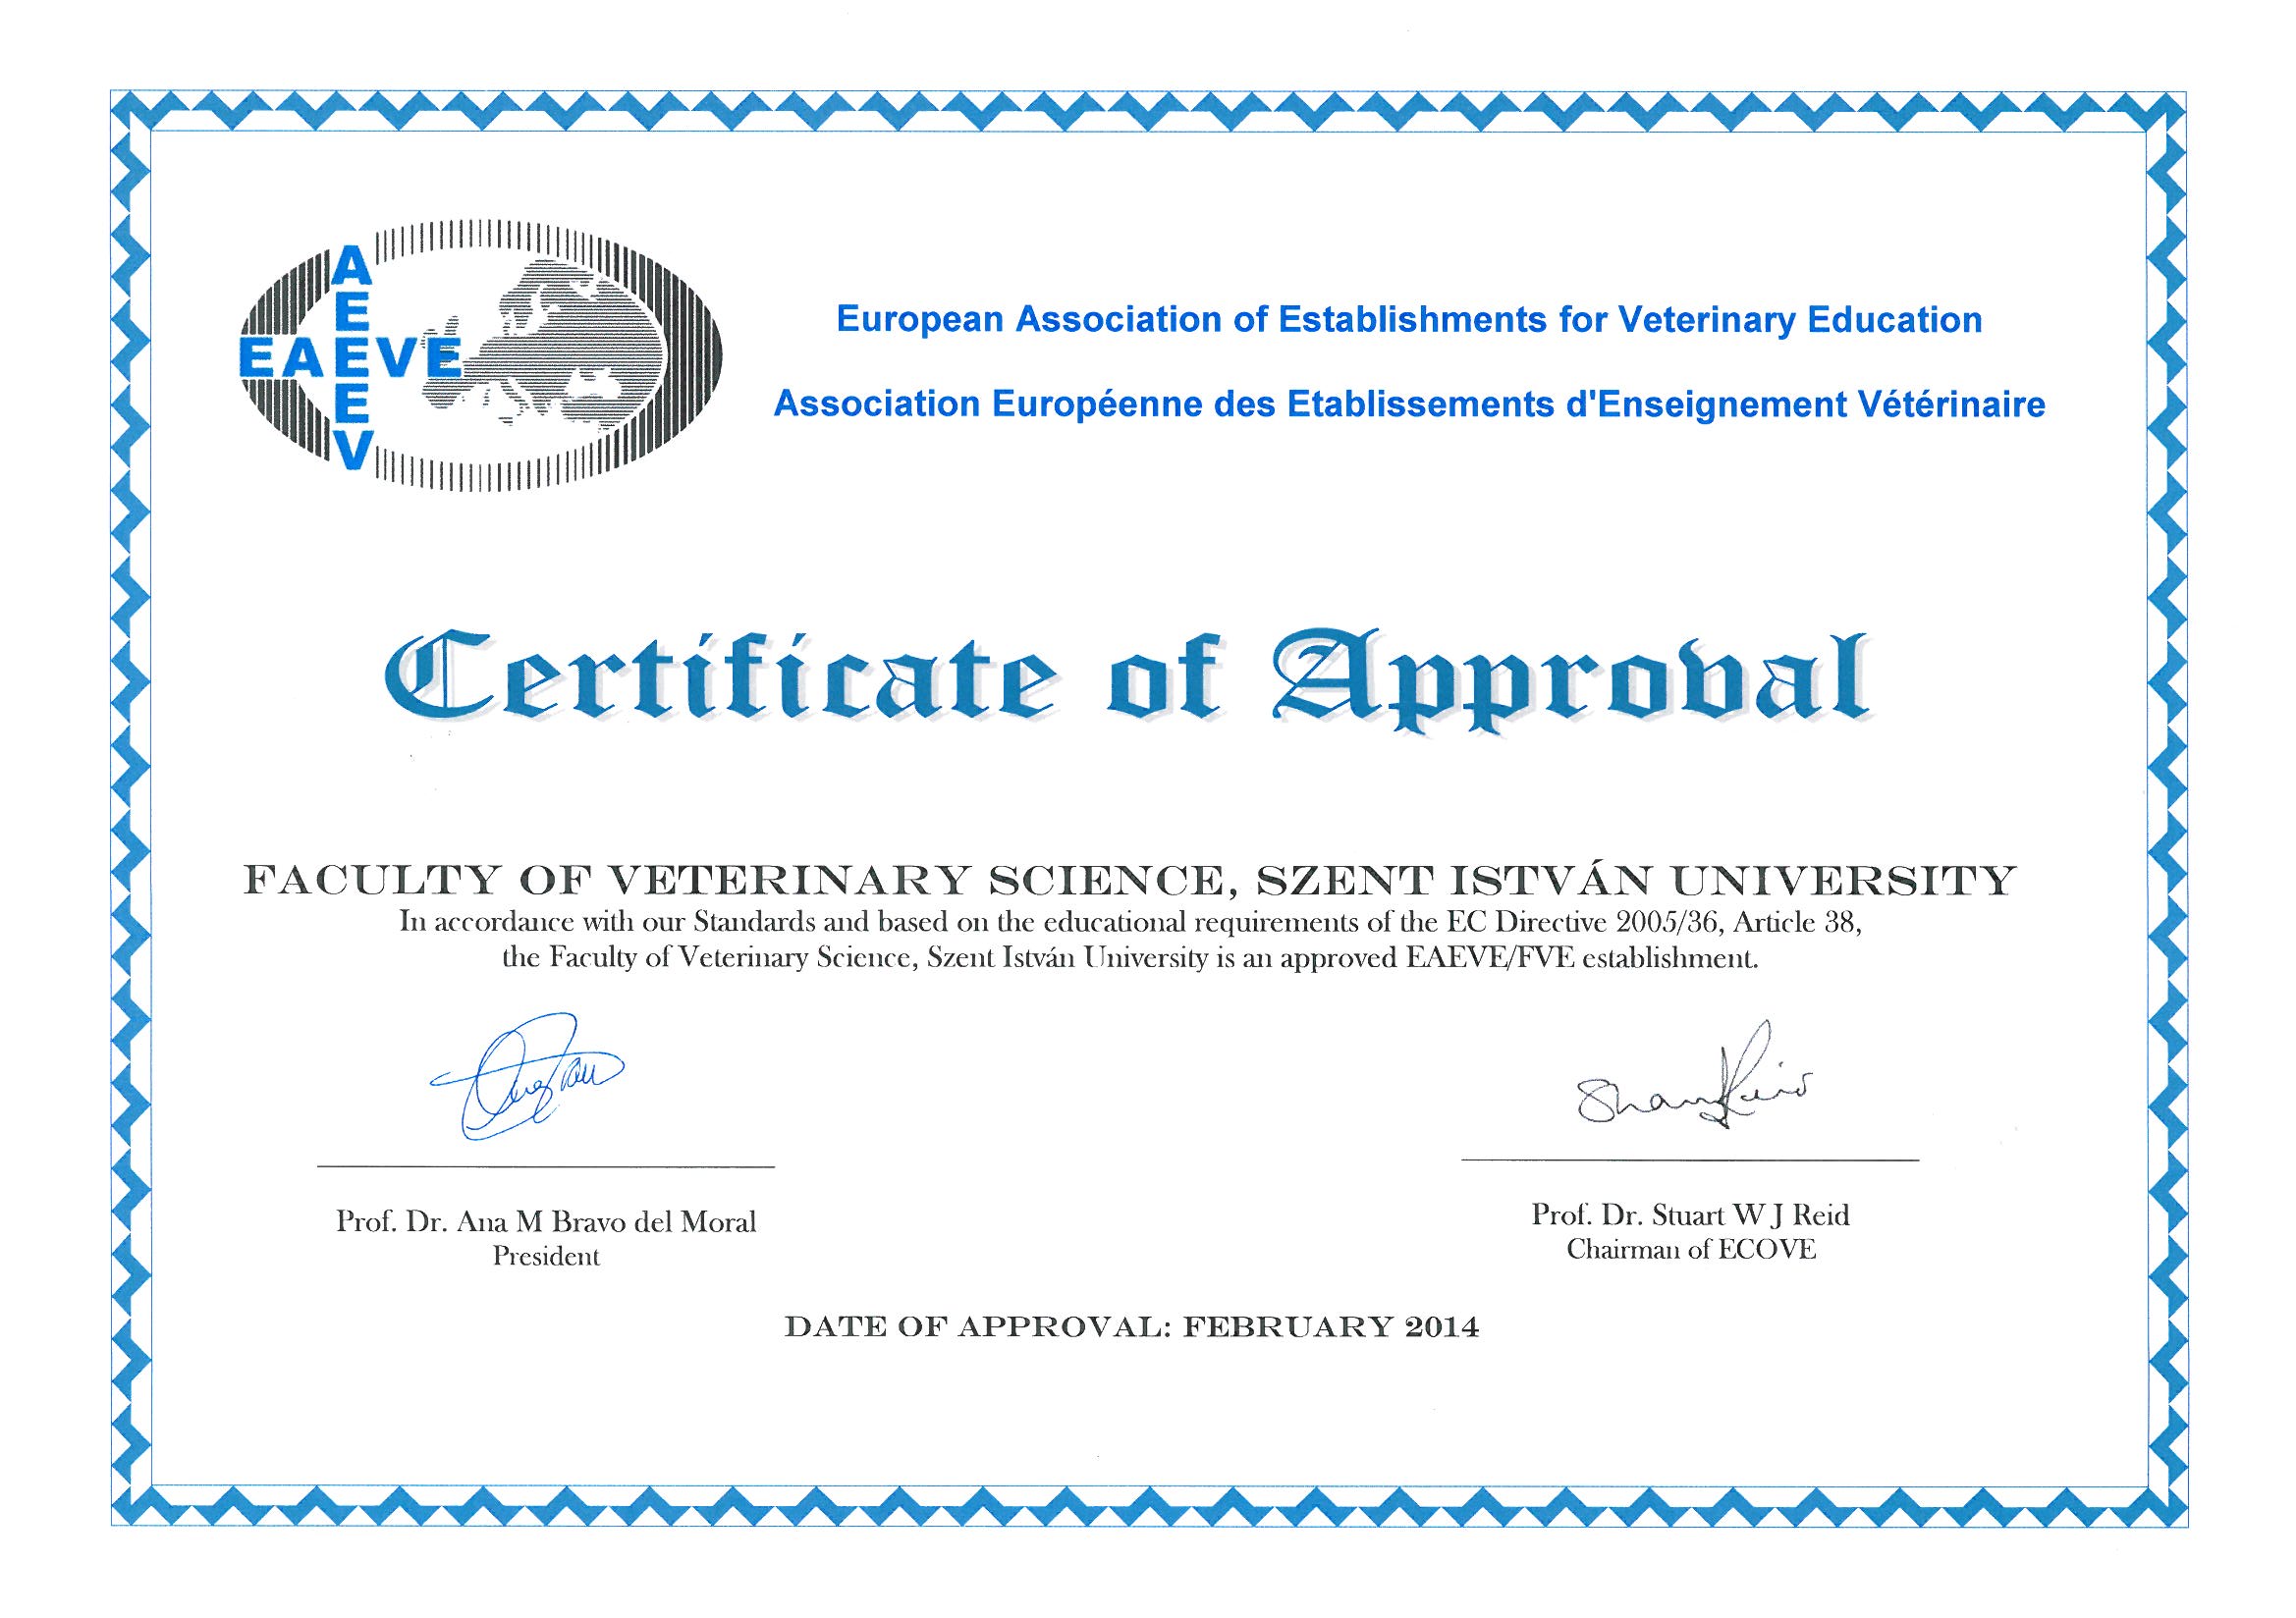 AEEEV
EAEVE
European Association of Establishments for Veterinary Education
Association Européenne des Etablissements d'Enseignement Vétérinaire
Certificate of Approval
FACULTY OF VETERINARY SCIENCE, SZENT ISTVÁN UNIVERSITY
In accordance with our Standards and based on the educational requirements of the EC Directive 2005/36, Article 38,
the Faculty of Veterinary Science, Szent István University is an approved EAEVE/FVE establishment.
Prof. Dr. Ana M Bravo del Moral
President
Prof. Dr. Stuart W J Reid
Chairman of ECOVE
DATE OF APPROVAL: FEBRUARY 2014